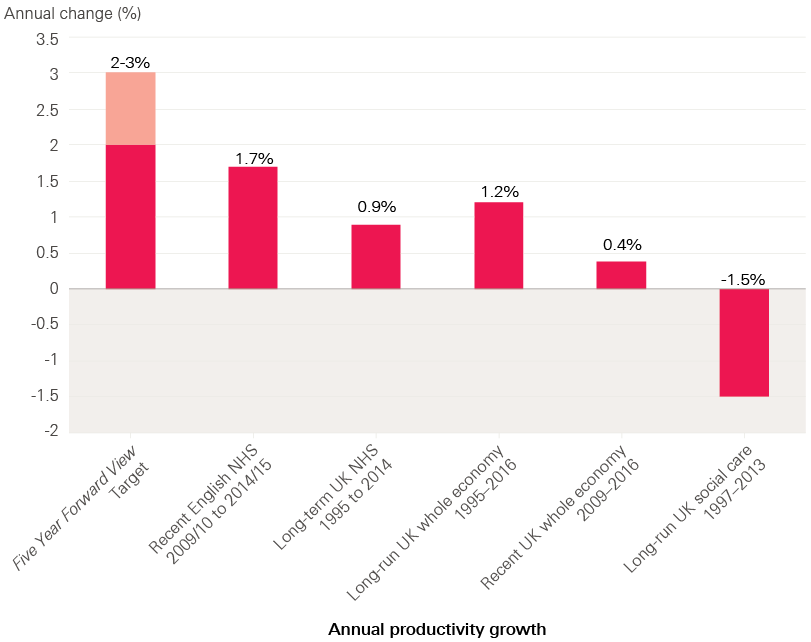 Annual change (%)
3.5
3
2.5
2
1.5
1
0.5
0
-0.5
-1
-1.5
-2
2-3%
1.7%
0.9%
1.2%
0.4%
-1.5%
Five Year Forward View
Target
Recent English NHS
2009/10 to 2014/15
Long-term UK NHS
1995 to 2014
Long-run UK whole economy
1995–2016
Recent UK whole economy
2009–2016
Long-run UK social care
1997–2013
Annual productivity growth